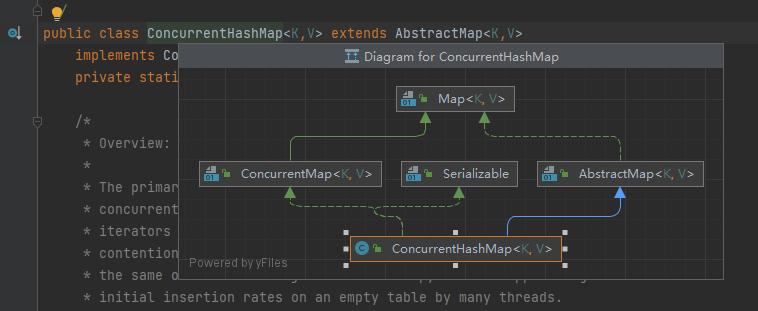 public class ConcurrentHashMap<K,V> extends AbstractMap<K,V>
implements Co
private stati
Diagram for ConcurrentHashMap
Map<K, V>
ConcurrentMap<K, V>
Serializable
AbstractMap<K, V>
ConcurrentHashMap<K, V>
Powered by yFiles
/*
* Overview:
*
* The primar
* concurrent
* iterators
* contention
* the same o
* initial insertion rates on an empty table by many threads.